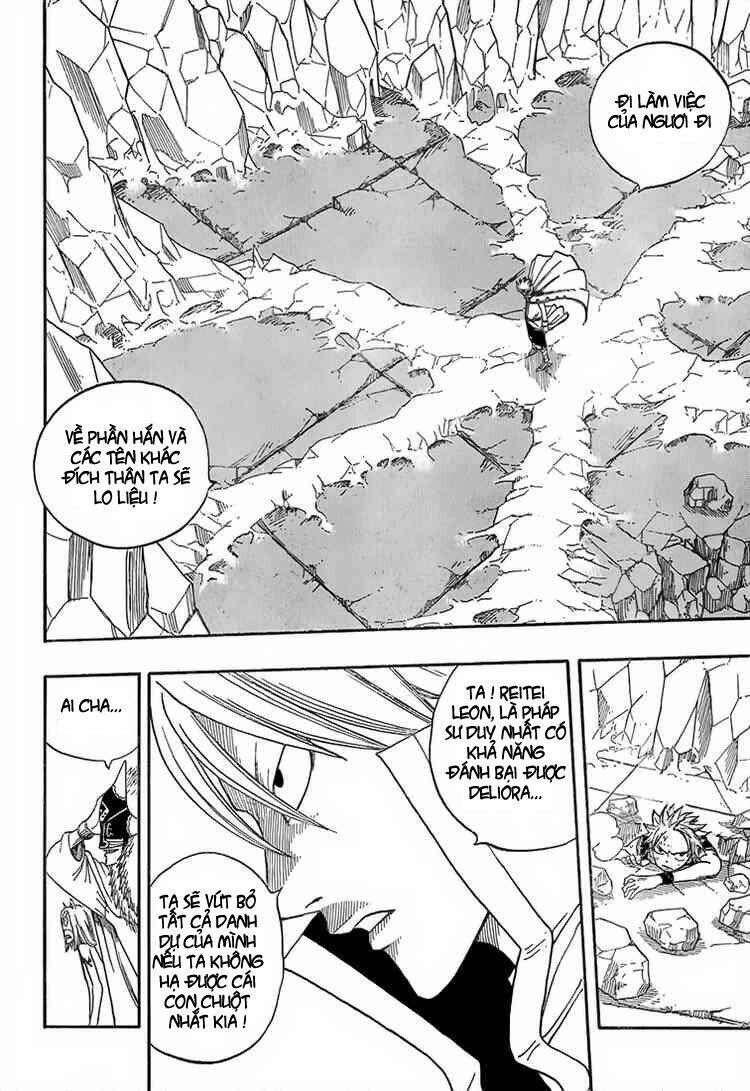 ĐI LÀM VIỆC
CỦA NGƯƠI ĐI
VỀ PHẦN HẮN VÀ
CÁC TÊN KHÁC
ĐÍCH THÂN TA SẼ
LO LIỆU !
TA ! REITEI
LEON, LÀ PHÁP
SƯ DUY NHẤT CÓ
KHẢ NĂNG
ĐÁNH BẠI ĐƯỢC
DELIORA...
TA SẼ VỨT BỎ
TẤT CẢ DANH
DỰ CỦA MÌNH
NẾU TA KHÔNG
HẠ ĐƯỢC CÁI
CON CHUỘT
NHẮT KIA !
AI CHA...